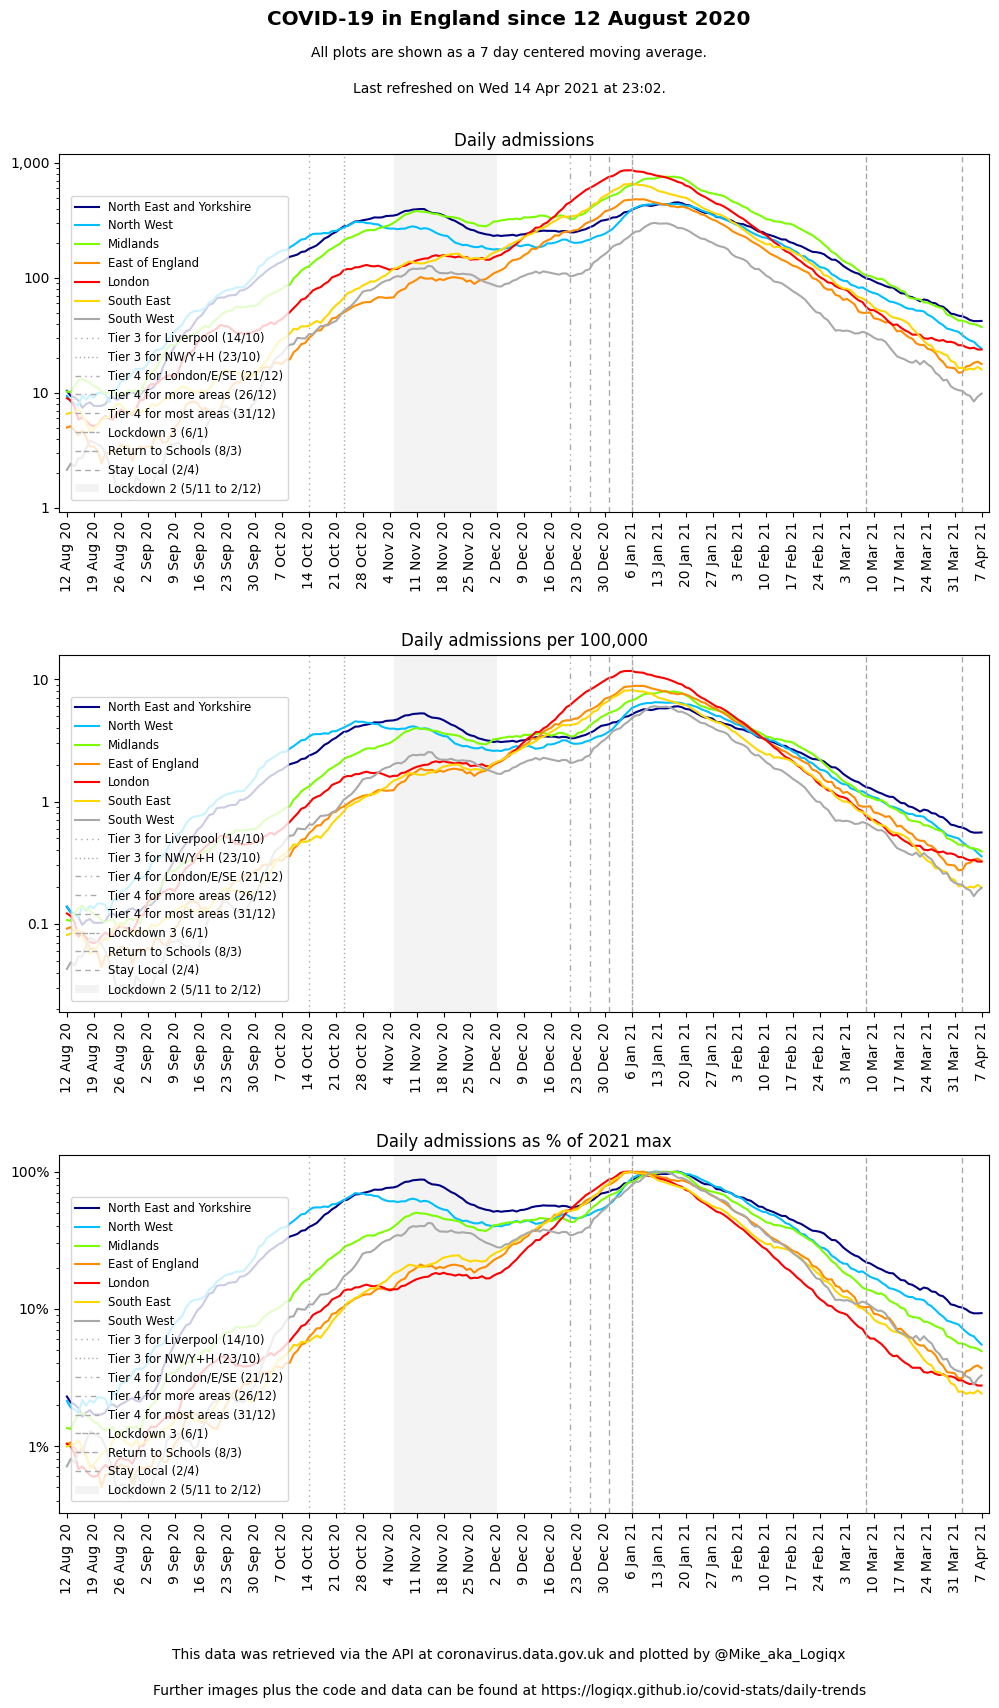 COVID-19 in England since 12 August 2020
All plots are shown as a 7 day centered moving average.
Last refreshed on Wed 14 Apr 2021 at 23:02.
Daily admissions
1,000
100
10
1
North East and Yorkshire
North West
Midlands
East of England
London
South East
South West
Tier 3 for Liverpool (14/10)
Tier 3 for NW/Y+H (23/10)
Tier 4 for London/E/SE (21/12)
Tier 4 for more areas (26/12)
Tier 4 for most areas (31/12)
Lockdown 3 (6/1)
Return to Schools (8/3)
Stay Local (2/4)
Lockdown 2 (5/11 to 2/12)
12 Aug 20
19 Aug 20
26 Aug 20
2 Sep 20
9 Sep 20
16 Sep 20
23 Sep 20
30 Sep 20
7 Oct 20
14 Oct 20
21 Oct 20
28 Oct 20
4 Nov 20
11 Nov 20
18 Nov 20
25 Nov 20
2 Dec 20
9 Dec 20
16 Dec 20
23 Dec 20
30 Dec 20
6 Jan 21
13 Jan 21
20 Jan 21
27 Jan 21
3 Feb 21
10 Feb 21
17 Feb 21
24 Feb 21
3 Mar 21
10 Mar 21
17 Mar 21
24 Mar 21
31 Mar 21
7 Apr 21
Daily admissions per 100,000
10
1
0.1
North East and Yorkshire
North West
Midlands
East of England
London
South East
South West
Tier 3 for Liverpool (14/10)
Tier 3 for NW/Y+H (23/10)
Tier 4 for London/E/SE (21/12)
Tier 4 for more areas (26/12)
Tier 4 for most areas (31/12)
Lockdown 3 (6/1)
Return to Schools (8/3)
Stay Local (2/4)
Lockdown 2 (5/11 to 2/12)
12 Aug 20
19 Aug 20
26 Aug 20
2 Sep 20
9 Sep 20
16 Sep 20
23 Sep 20
30 Sep 20
7 Oct 20
14 Oct 20
21 Oct 20
28 Oct 20
4 Nov 20
11 Nov 20
18 Nov 20
25 Nov 20
2 Dec 20
9 Dec 20
16 Dec 20
23 Dec 20
30 Dec 20
6 Jan 21
13 Jan 21
20 Jan 21
27 Jan 21
3 Feb 21
10 Feb 21
17 Feb 21
24 Feb 21
3 Mar 21
10 Mar 21
17 Mar 21
24 Mar 21
31 Mar 21
7 Apr 21
Daily admissions as % of 2021 max
100%
10%
1%
North East and Yorkshire
North West
Midlands
East of England
London
South East
South West
Tier 3 for Liverpool (14/10)
Tier 3 for NW/Y+H (23/10)
Tier 4 for London/E/SE (21/12)
Tier 4 for more areas (26/12)
Tier 4 for most areas (31/12)
Lockdown 3 (6/1)
Return to Schools (8/3)
Stay Local (2/4)
Lockdown 2 (5/11 to 2/12)
12 Aug 20
19 Aug 20
26 Aug 20
2 Sep 20
9 Sep 20
16 Sep 20
23 Sep 20
30 Sep 20
7 Oct 20
14 Oct 20
21 Oct 20
28 Oct 20
4 Nov 20
11 Nov 20
18 Nov 20
25 Nov 20
2 Dec 20
9 Dec 20
16 Dec 20
23 Dec 20
30 Dec 20
6 Jan 21
13 Jan 21
20 Jan 21
27 Jan 21
3 Feb 21
10 Feb 21
17 Feb 21
24 Feb 21
3 Mar 21
10 Mar 21
17 Mar 21
24 Mar 21
31 Mar 21
7 Apr 21
This data was retrieved via the API at coronavirus.data.gov.uk and plotted by @Mike_aka_Logiqx
Further images plus the code and data can be found at https://logiqx.github.io/covid-stats/daily-trends